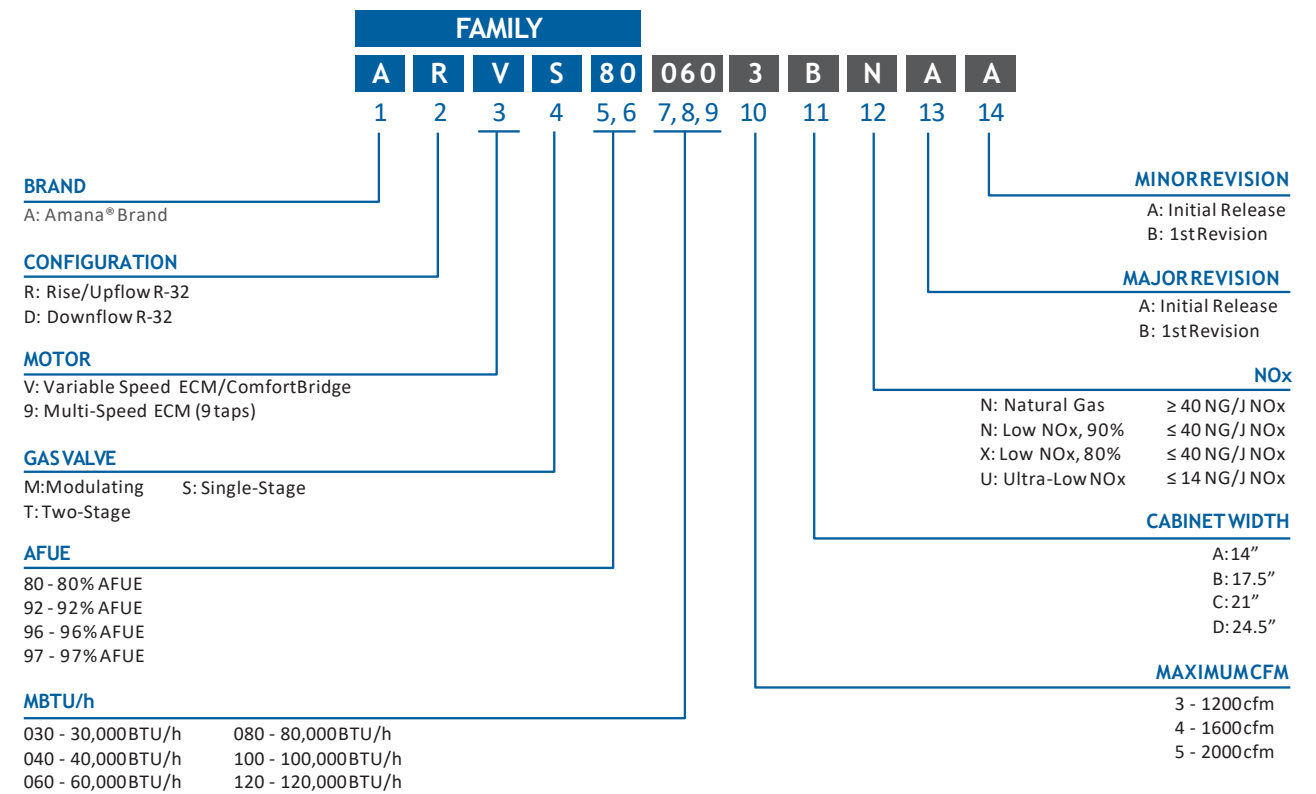 FAMILY
A R V S 80 060 3 B N A A
1 2 3 4 5, 6 7, 8, 9 10 11 12 13 14
BRAND
A: Amana® Brand
CONFIGURATION
R: Rise/Upflow R-32
D: Downflow R-32
MOTOR
V: Variable Speed ECM/ComfortBridge
9: Multi-Speed ECM (9 taps)
GAS VALVE
M: Modulating S: Single-Stage
T: Two-Stage
AFUE
80 - 80% AFUE
92 - 92% AFUE
96 - 96% AFUE
97 - 97% AFUE
MBTU/h
030 - 30,000 BTU/h 080 - 80,000 BTU/h
040 - 40,000 BTU/h 100 - 100,000 BTU/h
060 - 60,000 BTU/h 120 - 120,000 BTU/h
MINOR REVISION
A: Initial Release
B: 1st Revision
MAJOR REVISION
A: Initial Release
B: 1st Revision
NOx
N: Natural Gas ≥ 40 NG/J NOx
N: Low NOx, 90% ≤ 40 NG/J NOx
X: Low NOx, 80% ≤ 40 NG/J NOx
U: Ultra-Low NOx ≤ 14 NG/J NOx
CABINET WIDTH
A: 14”
B: 17.5”
C: 21”
D: 24.5”
MAXIMUM CFM
3 - 1200 cfm
4 - 1600 cfm
5 - 2000 cfm